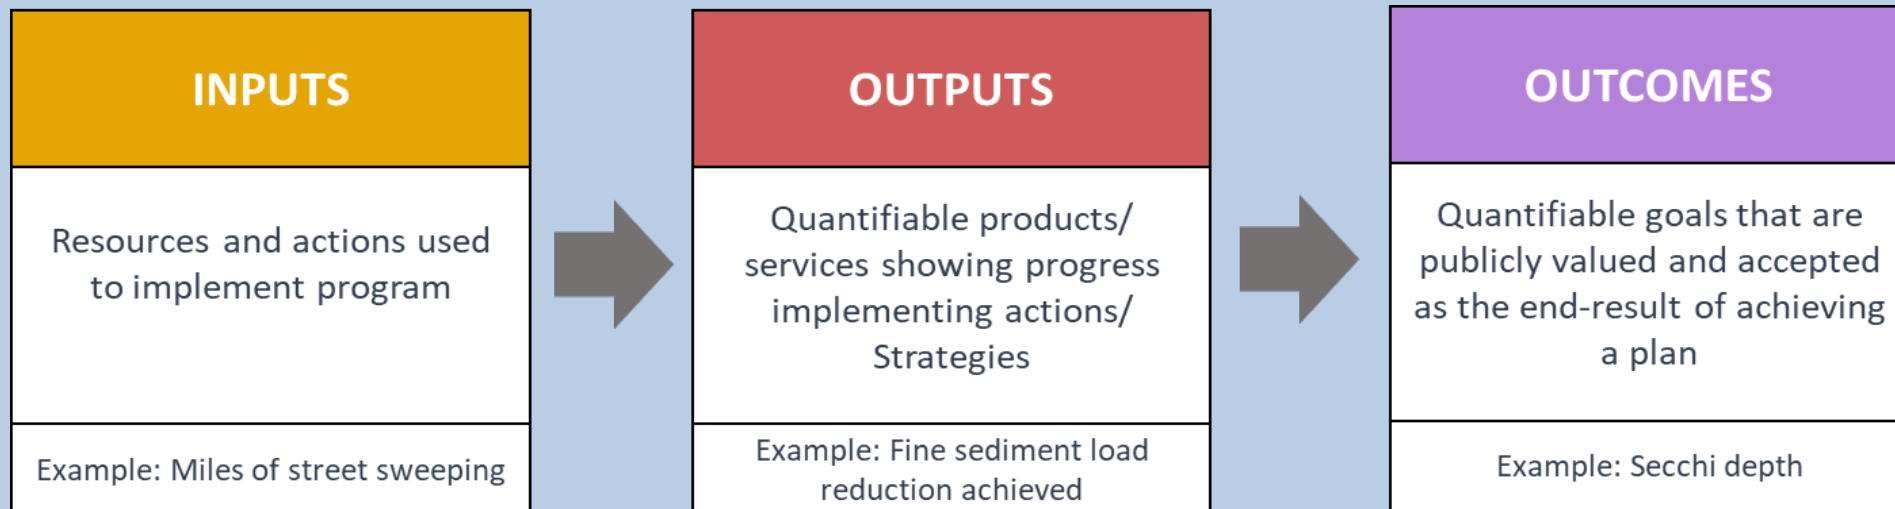 INPUTS
Resources and actions used
to implement program
Example: Miles of street sweeping
OUTPUTS
Quantifiable products/
services showing progress
implementing actions/
Strategies
Example: Fine sediment load
reduction achieved
OUTCOMES
Quantifiable goals that are
publicly valued and accepted
as the end-result of achieving
a plan
Example: Secchi depth